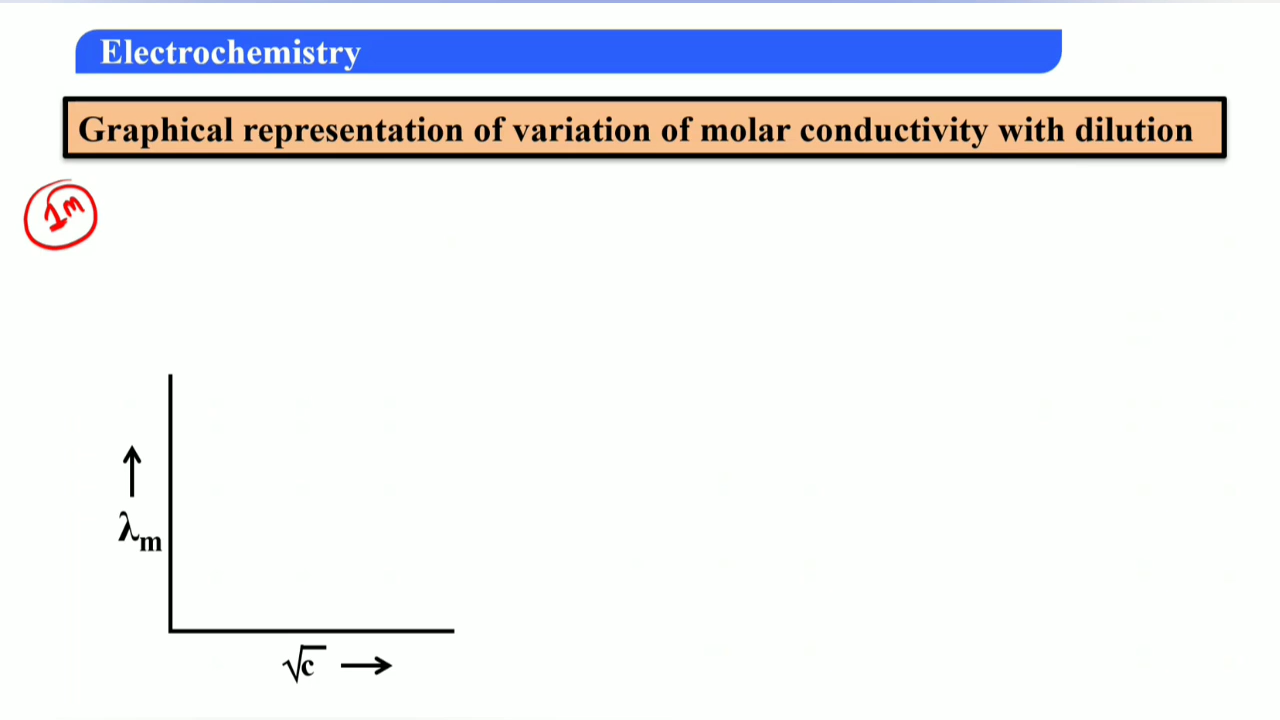 Electrochemistry
Graphical representation of variation of molar conductivity with dilution
1m
↑
λm
√c →